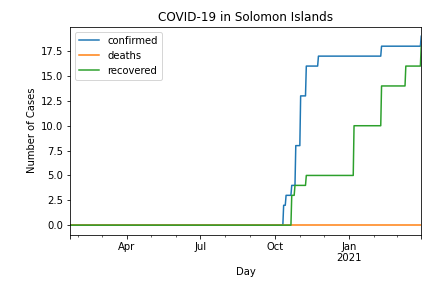 COVID-19 in Solomon Islands
confirmed
deaths
recovered
17.5
15.0
12.5
10.0
7.5
5.0
2.5
0.0
Number of Cases
Apr Jul Oct Jan
2021
Day